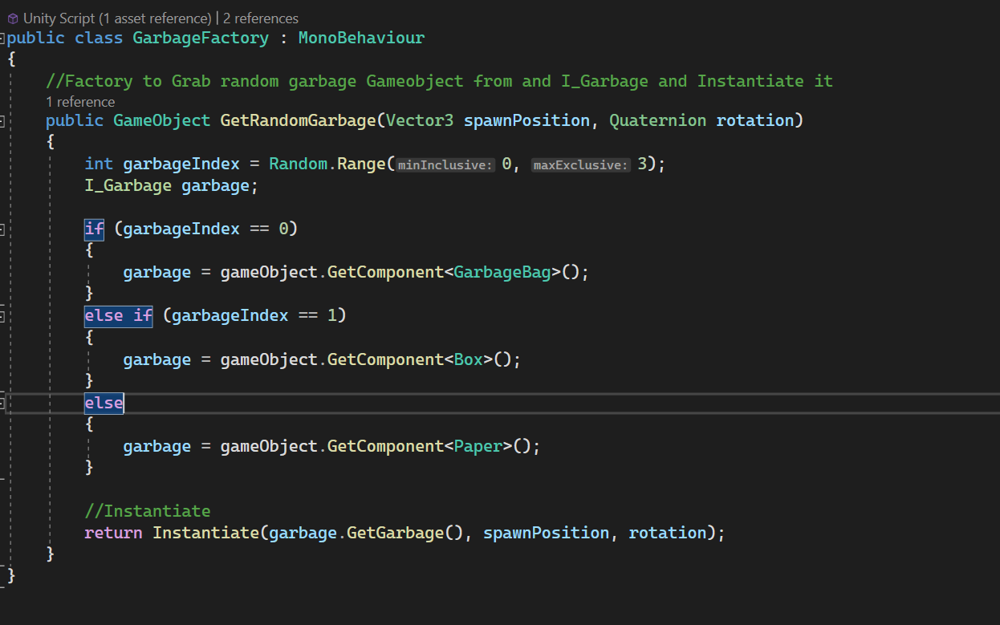 Unity Script (1 asset reference) | 2 references
public class GarbageFactory : MonoBehaviour
{
//Factory to Grab random garbage Gameobject from and I_Garbage and Instantiate it
1 reference
public GameObject GetRandomGarbage(Vector3 spawnPosition, Quaternion rotation)
{
int garbageIndex = Random.Range(minInclusive: 0, maxExclusive: 3);
I_Garbage garbage;
if (garbageIndex == 0)
{
garbage = gameObject.GetComponent<GarbageBag>();
}
else if (garbageIndex == 1)
{
garbage = gameObject.GetComponent<Box>();
}
else
{
garbage = gameObject.GetComponent<Paper>();
}
//Instantiate
return Instantiate(garbage.GetGarbage(), spawnPosition, rotation);
}
}